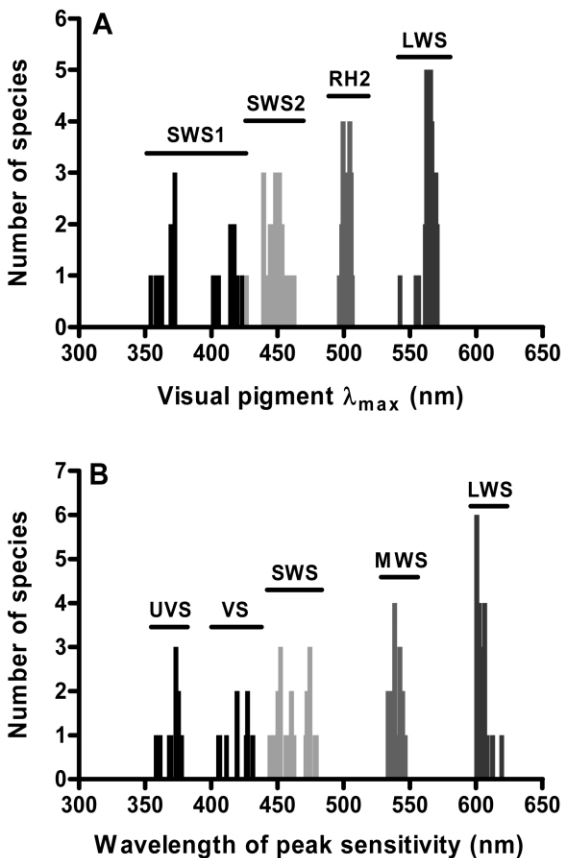 A
Number of species
6
5
4
3
2
1
0
SWS1
SWS2
RH2
LWS
300 350 400 450 500 550 600 650
Visual pigment λmax (nm)
B
Number of species
7
6
5
4
3
2
1
0
UVS
VS
SWS
MWS
LWS
300 350 400 450 500 550 600 650
Wavelength of peak sensitivity (nm)